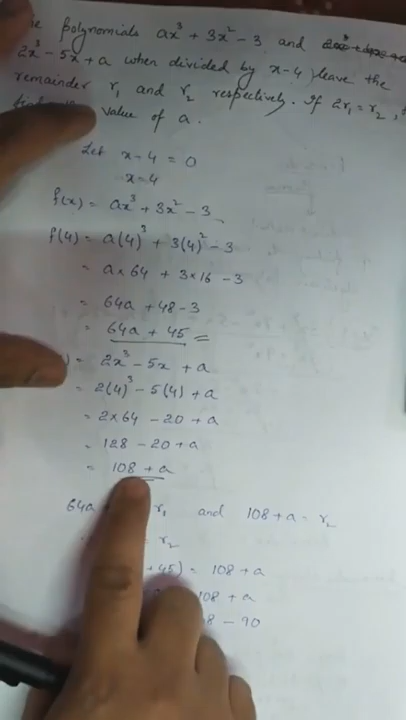 polynomials ax³ + 3x² - 3 and
2x³ - 5x + a when divided by x-4, leave the
remainder r₁ and r₂ respectively. If 2r₁ = r₂,
value of a.
Let x-4 = 0
x = 4
f(x) = ax³ + 3x² - 3
f(4) = a(4)³ + 3(4)² - 3
= a×64 + 3×16 - 3
= 64a + 48 - 3
= 64a + 45
) = 2x³ - 5x + a
= 2(4)³ - 5(4) + a
= 2×64 - 20 + a
= 128 - 20 + a
= 108 + a
64a r₁ and 108 + a = r₂
= r₂
+ 45) = 108 + a
108 + a
8 - 90